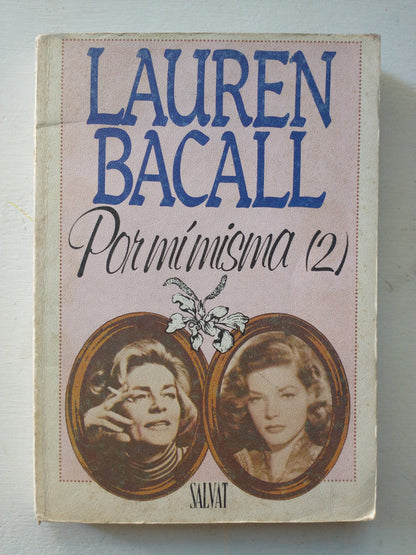 LAUREN
BACALL
Por mí misma (2)
SALVAT